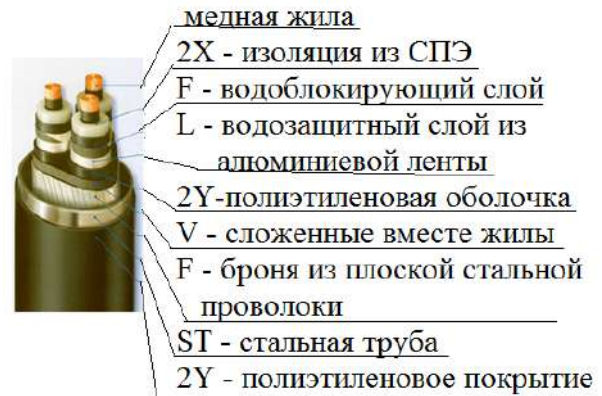 медная жила
2X - изоляция из СПЭ
F - водоблокирующий слой
L - водозащитный слой из
алюминиевой ленты
2Y-полиэтиленовая оболочка
V - сложенные вместе жилы
F - броня из плоской стальной
проволоки
ST - стальная труба
2Y - полиэтиленовое покрытие